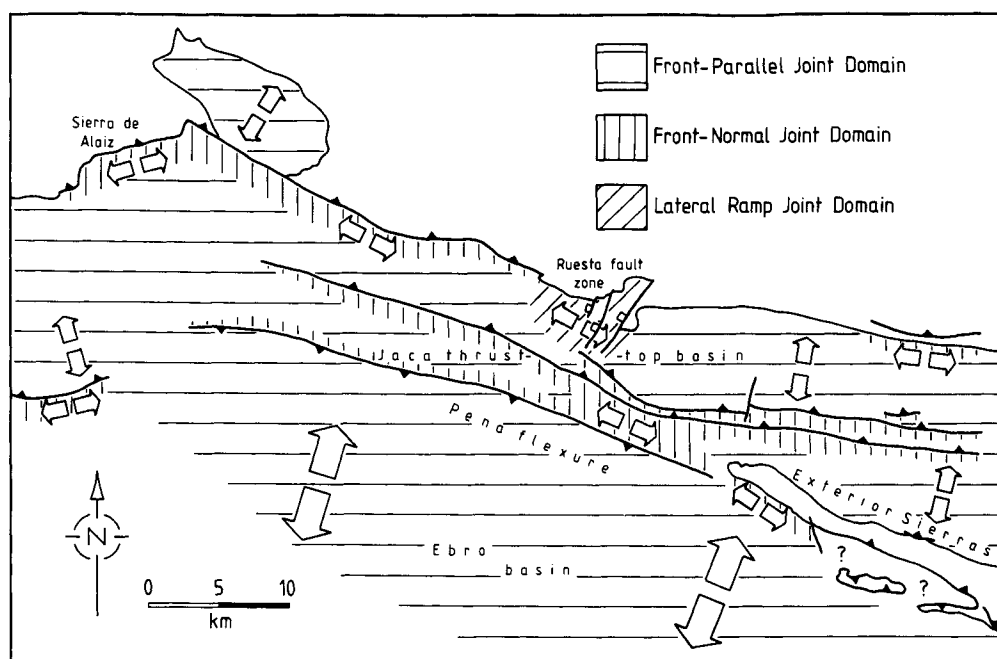 Front-Parallel Joint Domain
Front-Normal Joint Domain
Lateral Ramp Joint Domain
Sierra de
Alaiz
Ruesta fault
zone
Jaca thrust-
-top basin
Pena flexure
Exterior Sierras
Ebro
basin
?
?
N
0 5 10
km